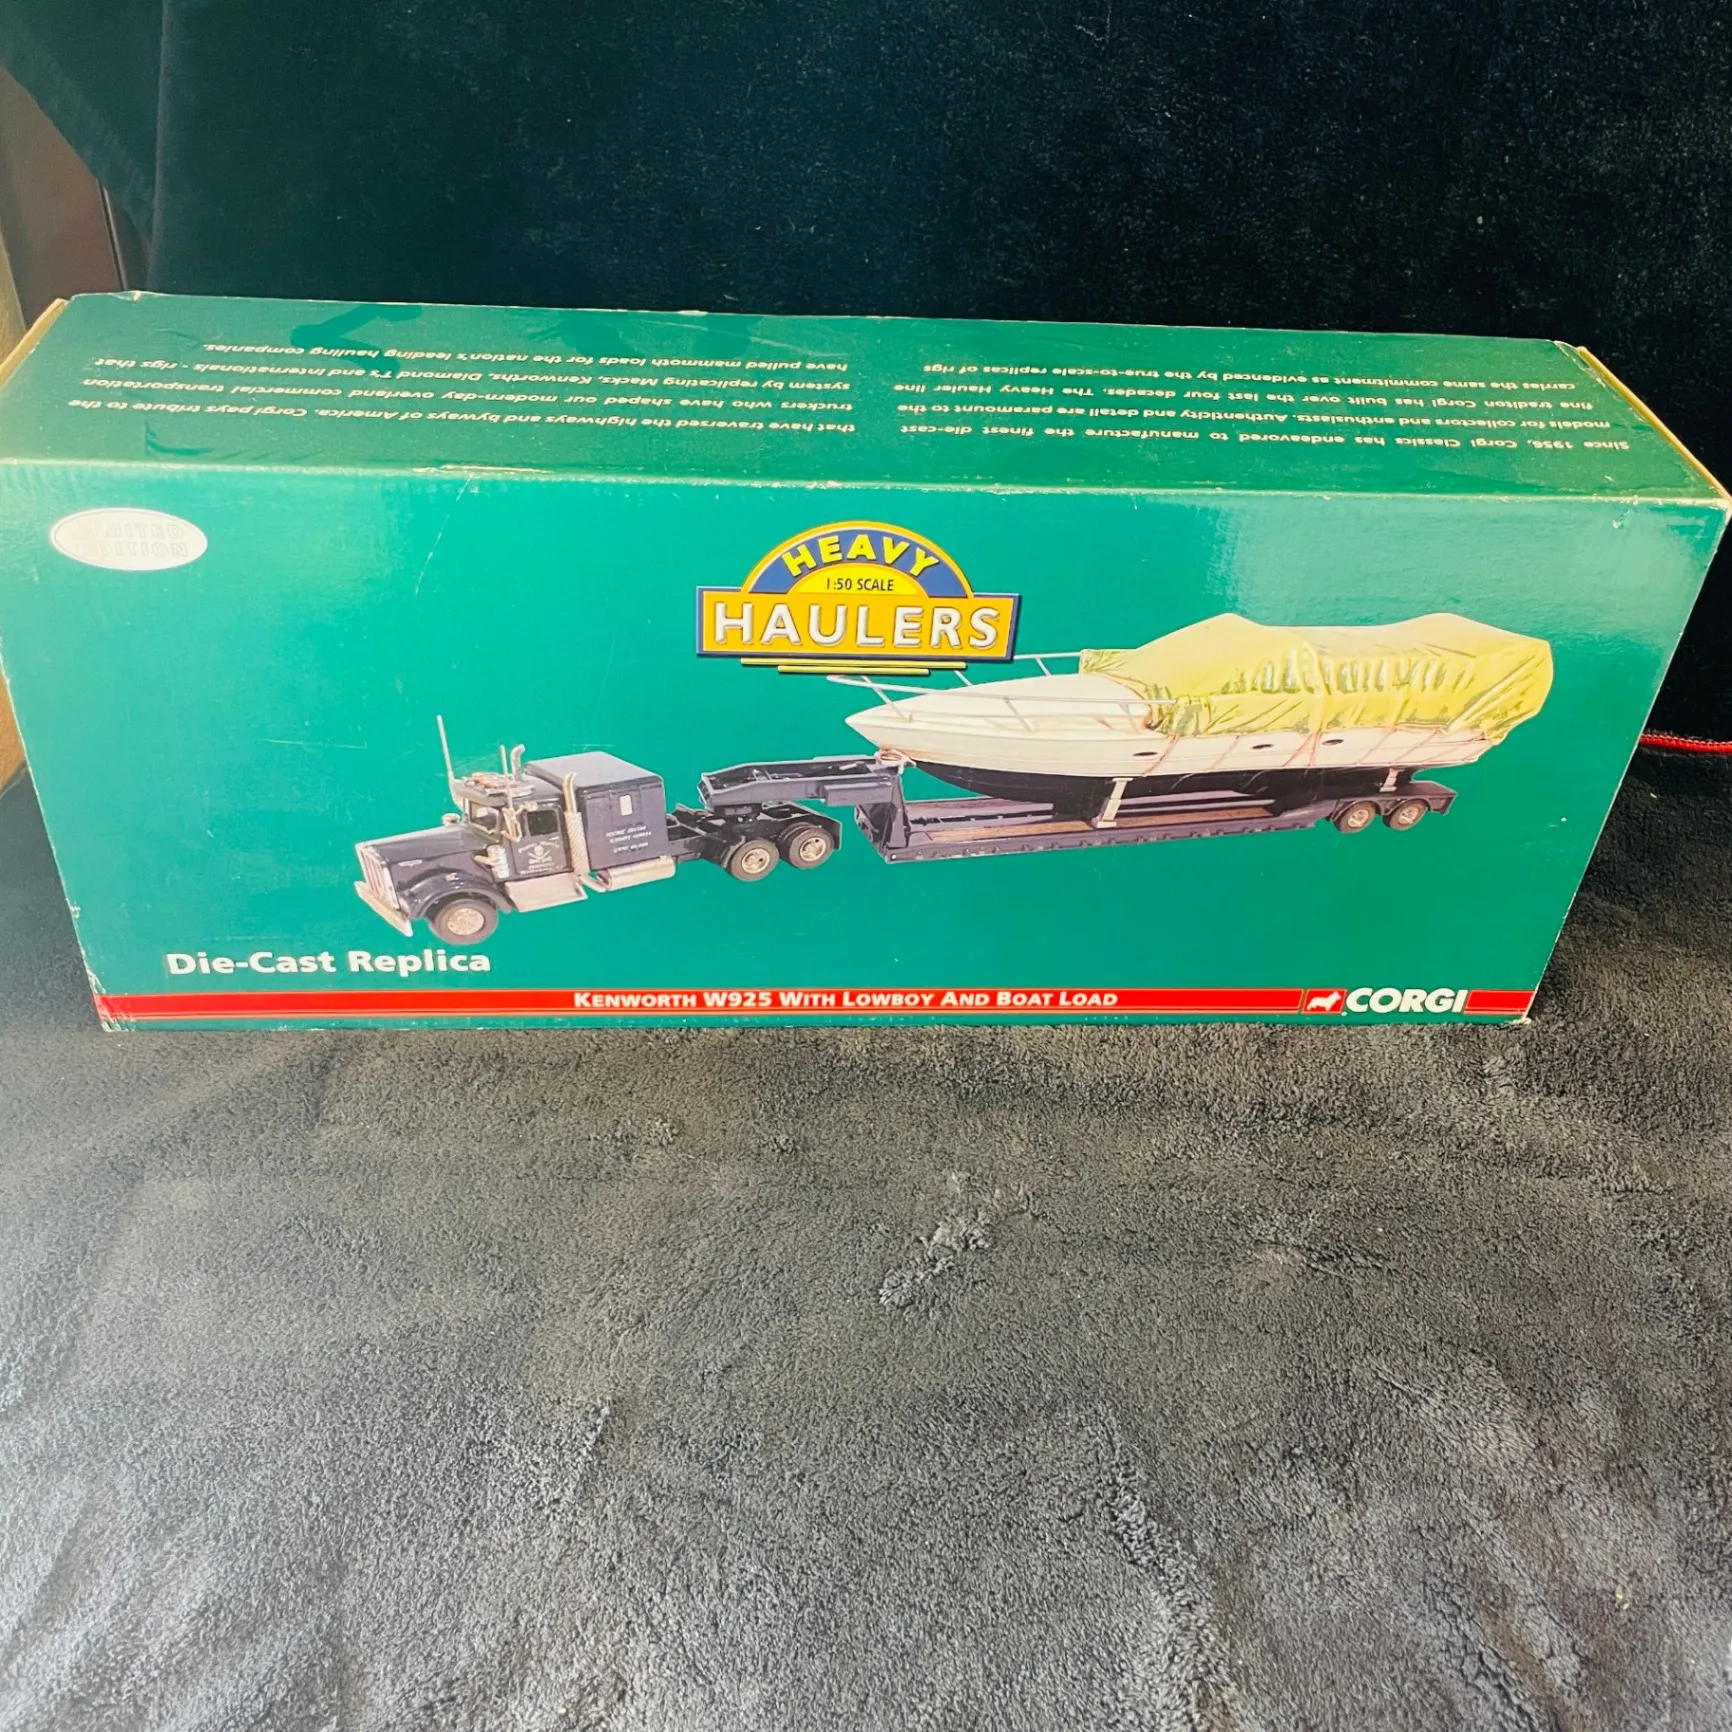 Since 1956, Corgi Classics has endeavored to manufacture the finest die-cast
models for collectors and enthusiasts. Authenticity and detail are paramount to the
fine traditon Corgi has built over the last four decades. The Heavy Hauler line
carries the same commitment as evidenced by the true-to-scale replicas of rigs
that have traversed the highways and byways of America. Corgi pays tribute to the
truckers who have shaped our modern-day overland commercial transportation
system by replicating Macks, Kenworths, Diamond T's and Internationals - rigs that
have pulled mammoth loads for the nation's leading hauling companies.
LIMITED
EDITION
HEAVY
1:50 SCALE
HAULERS
Die-Cast Replica
KENWORTH W925 WITH LOWBOY AND BOAT LOAD
CORGI